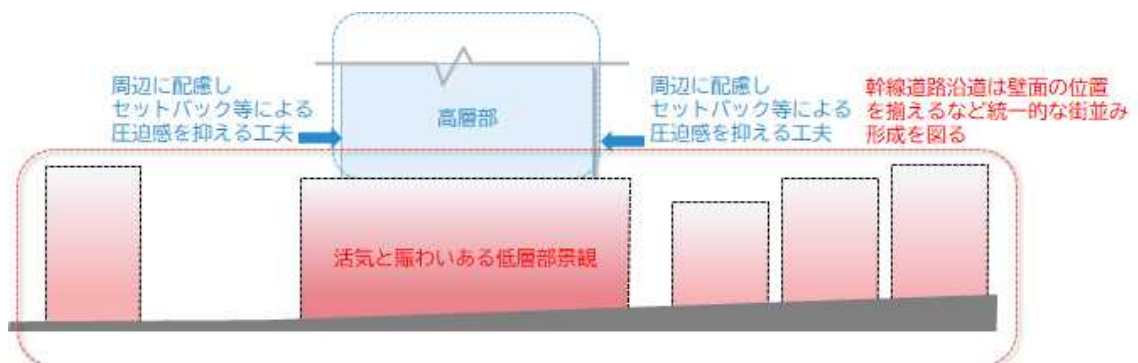 周辺に配慮し
セットバック等による
圧迫感を抑える工夫
高層部
周辺に配慮し
セットバック等による
圧迫感を抑える工夫
幹線道路沿道は壁面の位置
を揃えるなど統一的な街並み
形成を図る
活気と賑わいある低層部景観